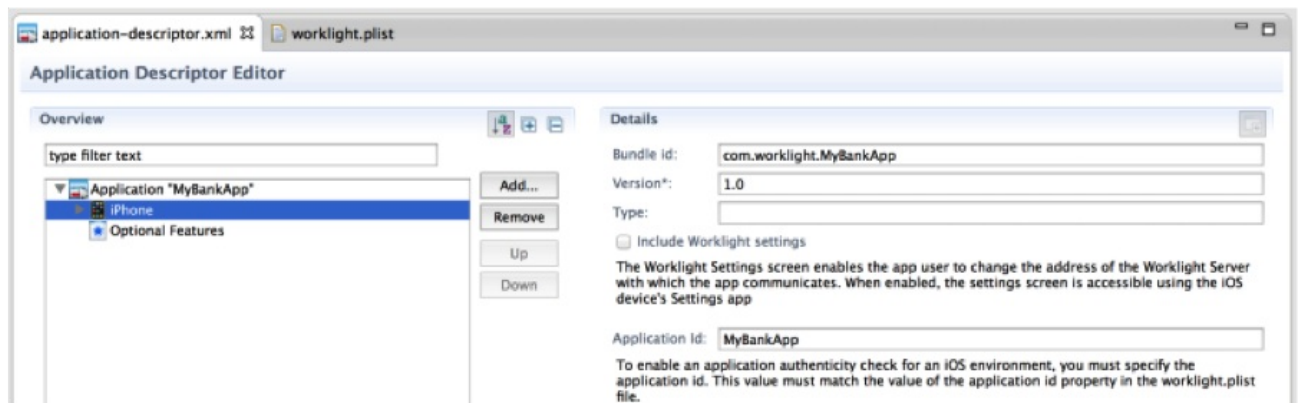 application-descriptor.xml worklight.plist
Application Descriptor Editor
Overview
type filter text
Application "MyBankApp"
iPhone
Optional Features
Add...
Remove
Up
Down
Details
Bundle id: com.worklight.MyBankApp
Version*: 1.0
Type:
Include Worklight settings
The Worklight Settings screen enables the app user to change the address of the Worklight Server
with which the app communicates. When enabled, the settings screen is accessible using the iOS
device's Settings app
Application Id: MyBankApp
To enable an application authenticity check for an iOS environment, you must specify the
application id. This value must match the value of the application id property in the worklight.plist
file.